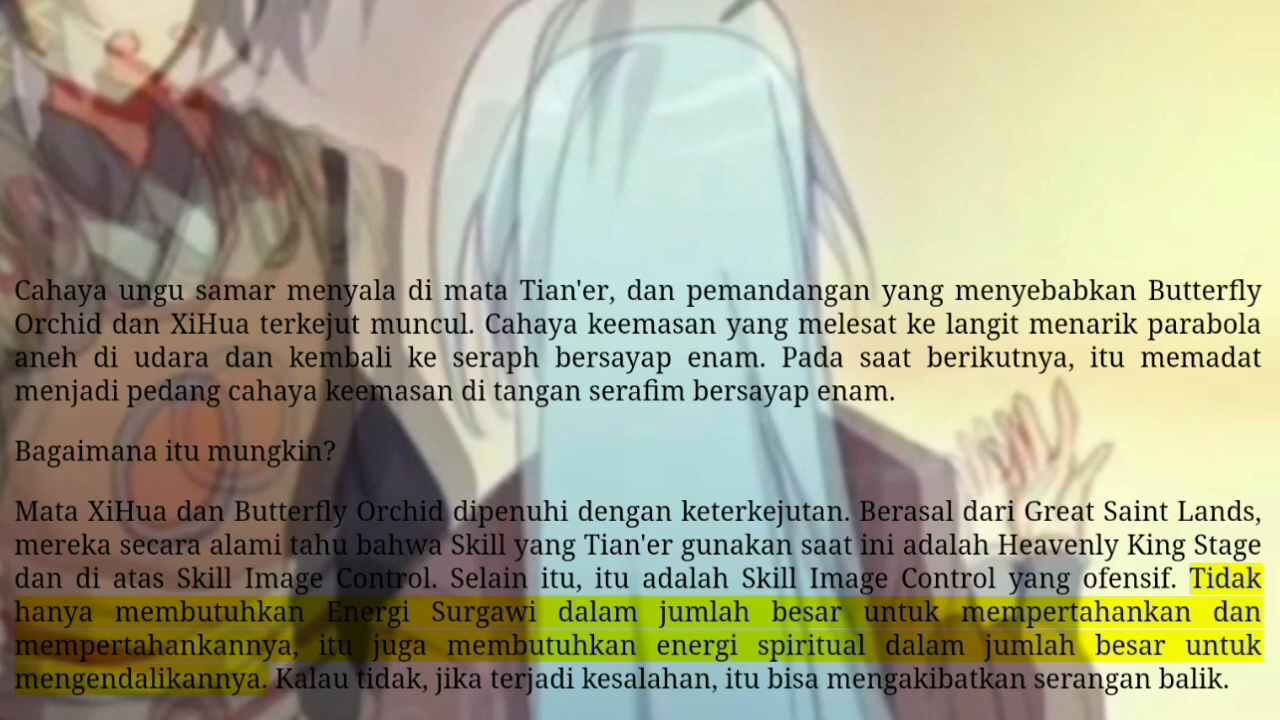 Cahaya ungu samar menyala di mata Tian'er, dan pemandangan yang menyebabkan Butterfly
Orchid dan XiHua terkejut muncul. Cahaya keemasan yang melesat ke langit menarik parabola
aneh di udara dan kembali ke seraph bersayap enam. Pada saat berikutnya, itu memadat
menjadi pedang cahaya keemasan di tangan serafim bersayap enam.
Bagaimana itu mungkin?
Mata XiHua dan Butterfly Orchid dipenuhi dengan keterkejutan. Berasal dari Great Saint Lands,
mereka secara alami tahu bahwa Skill yang Tian'er gunakan saat ini adalah Heavenly King Stage
dan di atas Skill Image Control. Selain itu, itu adalah Skill Image Control yang ofensif. Tidak
hanya membutuhkan Energi Surgawi dalam jumlah besar untuk mempertahankan dan
mempertahankannya, itu juga membutuhkan energi spiritual dalam jumlah besar untuk
mengendalikannya. Kalau tidak, jika terjadi kesalahan, itu bisa mengakibatkan serangan balik.